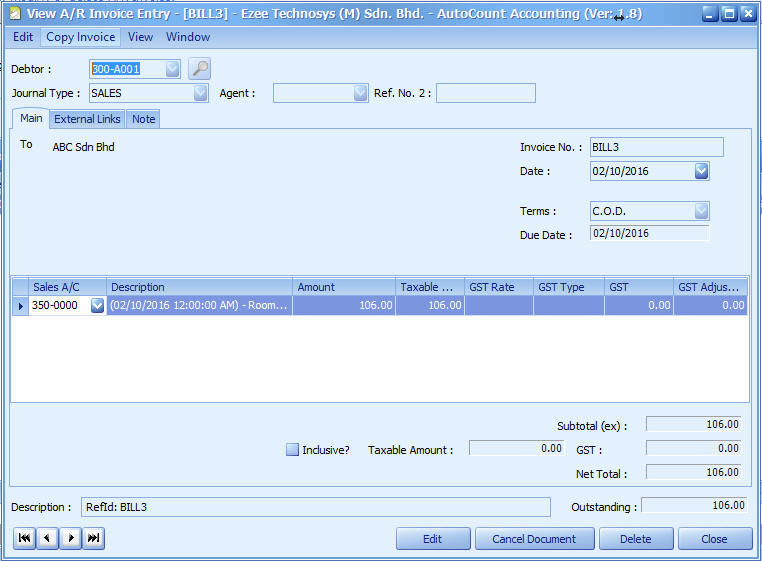 View A/R Invoice Entry - [BILL3] - Ezee Technosys (M) Sdn. Bhd. - AutoCount Accounting (Ver: 1.8)
Edit Copy Invoice View Window
Debtor : 300-A001
Journal Type : SALES Agent : Ref. No. 2 :
Main External Links Note
To ABC Sdn Bhd Invoice No. : BILL3
Date : 02/10/2016
Terms : C.O.D.
Due Date : 02/10/2016
Sales A/C Description Amount Taxable ... GST Rate GST Type GST GST Adjus...
350-0000 (02/10/2016 12:00:00 AM) - Room... 106.00 106.00 0.00 0.00
Subtotal (ex) : 106.00
Inclusive? Taxable Amount : 0.00 GST : 0.00
Net Total : 106.00
Description : RefId: BILL3 Outstanding : 106.00
Edit Cancel Document Delete Close